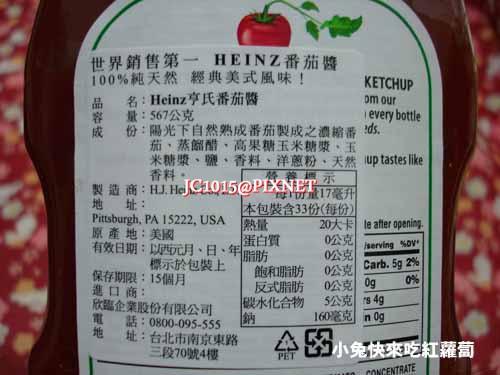 世界銷售第一 HEINZ番茄醬
100%純天然 經典美式風味！
品名：Heinz亨氏番茄醬
容量：567公克
成份：陽光下自然熟成番茄製成之濃縮番
茄、蒸餾醋、高果糖玉米糖漿、玉
米糖漿、鹽、香料、洋蔥粉、天然
香料
製造商：H.J. He
地址：
Pittsburgh, PA 15222, USA
原產地：美國
有效日期：以西元月、日、年
標示於包裝上
保存期限：15個月
進口商：
欣臨企業股份有限公司
電話：0800-095-555
地址：台北市南京東路
三段70號4樓
營養標示
每1份量17毫升
本包裝含33份(每份)
熱量 20大卡
蛋白質 0公克
脂肪 0公克
飽和脂肪 0公克
反式脂肪 0公克
碳水化合物 5公克
鈉 160毫克
PET
KETCHUP
om our
every bottle
eds.
up tastes like
le after opening.
/serving %DV*
Carb. 5g 2%
0g
rs 4g
n 0g
CONCENTRATE
JC1015@PIXNET
小兔快來吃紅蘿蔔